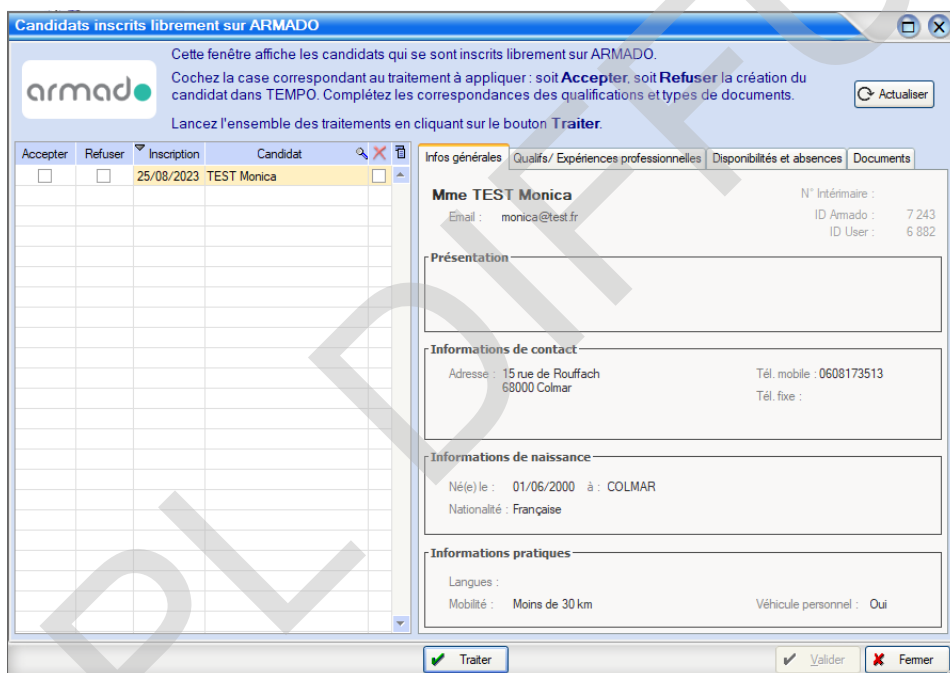 Candidats inscrits librement sur ARMADO
armado
Cette fenêtre affiche les candidats qui se sont inscrits librement sur ARMADO.
Cochez la case correspondant au traitement à appliquer : soit Accepter, soit Refuser la création du
candidat dans TEMPO. Complétez les correspondances des qualifications et types de documents.
Lancez l'ensemble des traitements en cliquant sur le bouton Traiter.
Actualiser
Accepter Refuser Inscription Candidat
25/08/2023 TEST Monica
Infos générales Qualifs/ Expériences professionnelles Disponibilités et absences Documents
Mme TEST Monica
N° Intérimaire :
Email : monica@test.fr
ID Armado : 7 243
ID User : 6 882
Présentation
Informations de contact
Adresse : 15 rue de Rouffach
68000 Colmar
Tél. mobile : 0608173513
Tél. fixe :
Informations de naissance
Né(e) le : 01/06/2000 à : COLMAR
Nationalité : Française
Informations pratiques
Langues :
Mobilité : Moins de 30 km
Véhicule personnel : Oui
Traiter
Valider
Fermer
PL DIFFU